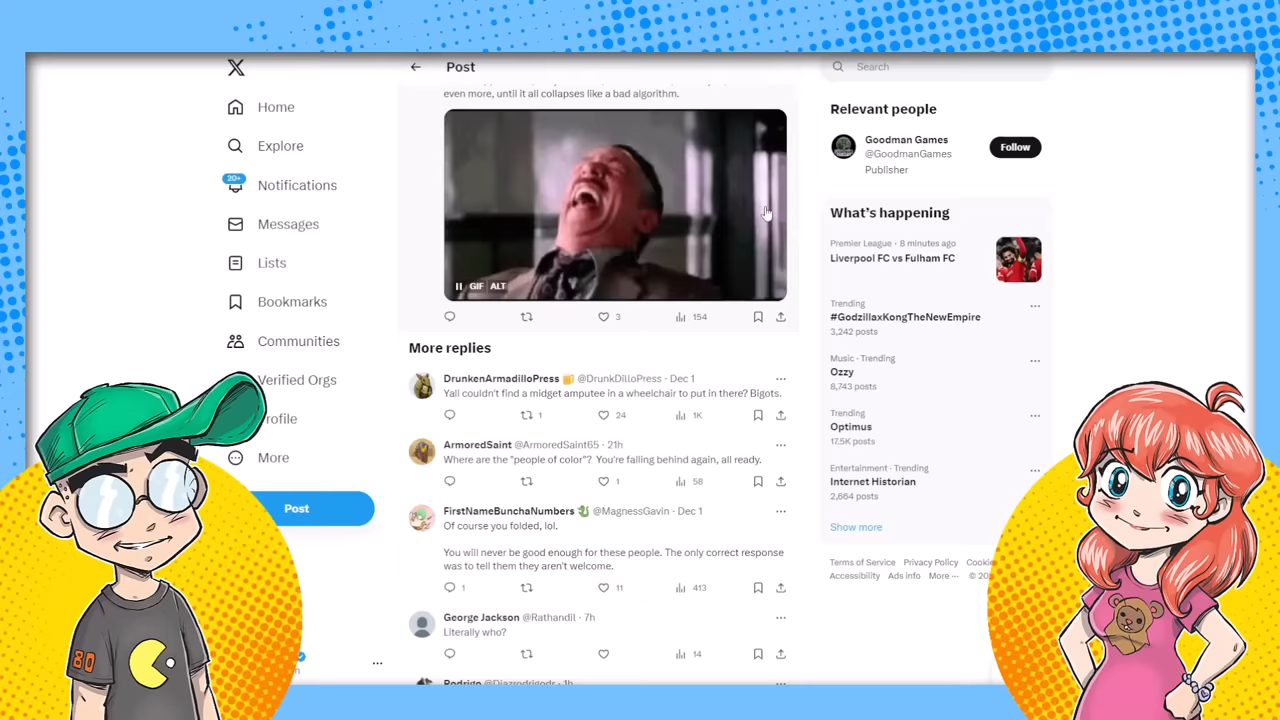 Home
Explore
20+
Notifications
Messages
Lists
Bookmarks
Communities
Verified Orgs
Profile
More
Post
Post
even more, until it all collapses like a bad algorithm.
GIF ALT
3 154
More replies
DrunkenArmadilloPress @DrunkDilloPress · Dec 1
Yall couldn't find a midget amputee in a wheelchair to put in there? Bigots.
1 24 1K
ArmoredSaint @ArmoredSaint65 · 21h
Where are the "people of color"? You're falling behind again, all ready.
1 58
FirstNameBunchaNumbers @MagnessGavin · Dec 1
Of course you folded, lol.
You will never be good enough for these people. The only correct response
was to tell them they aren't welcome.
1 11 413
George Jackson @Rathandil · 7h
Literally who?
14
Rodrigo
Search
Relevant people
Goodman Games
@GoodmanGames
Follow
Publisher
What's happening
Premier League · 8 minutes ago
Liverpool FC vs Fulham FC
Trending
#GodzillaxKongTheNewEmpire
3,242 posts
Music · Trending
Ozzy
8,743 posts
Trending
Optimus
17.5K posts
Entertainment · Trending
Internet Historian
2,664 posts
Show more
Terms of Service Privacy Policy Cookie
Accessibility Ads info More ··· © 20
80